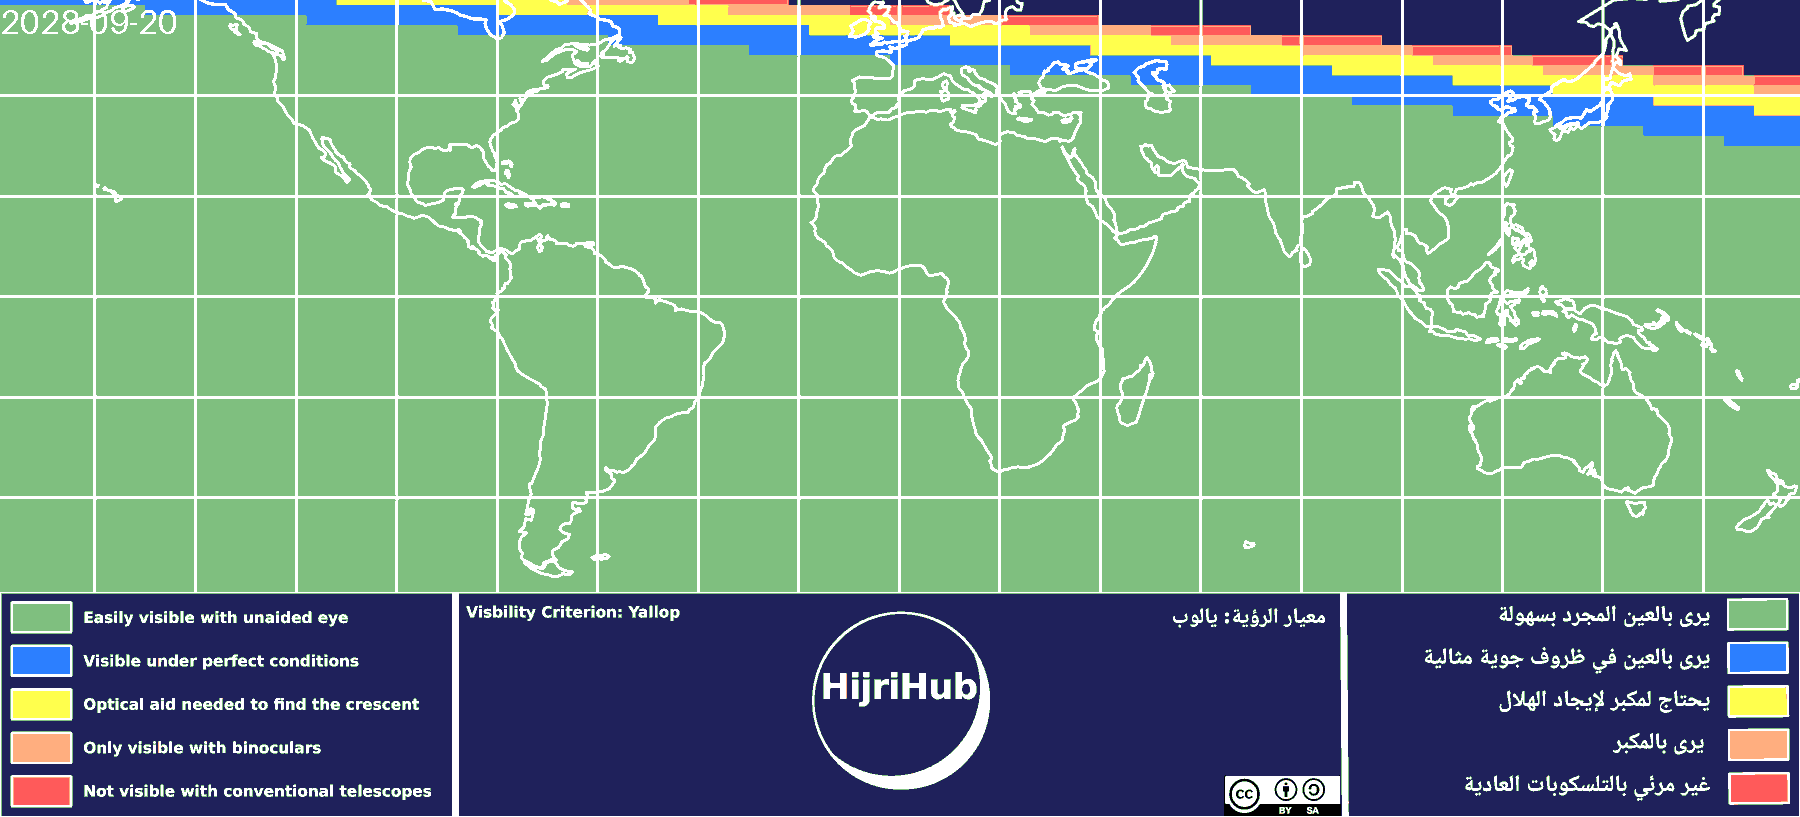 2028-09-20
Easily visible with unaided eye
Visible under perfect conditions
Optical aid needed to find the crescent
Only visible with binoculars
Not visible with conventional telescopes
Visbility Criterion: Yallop
معيار الرؤية: يالوب
HijriHub
cc
BY SA
يرى بالعين المجرد بسهولة
يرى بالعين في ظروف جوية مثالية
يحتاج لمكبر لإيجاد الهلال
يرى بالمكبر
غير مرئي بالتلسكوبات العادية